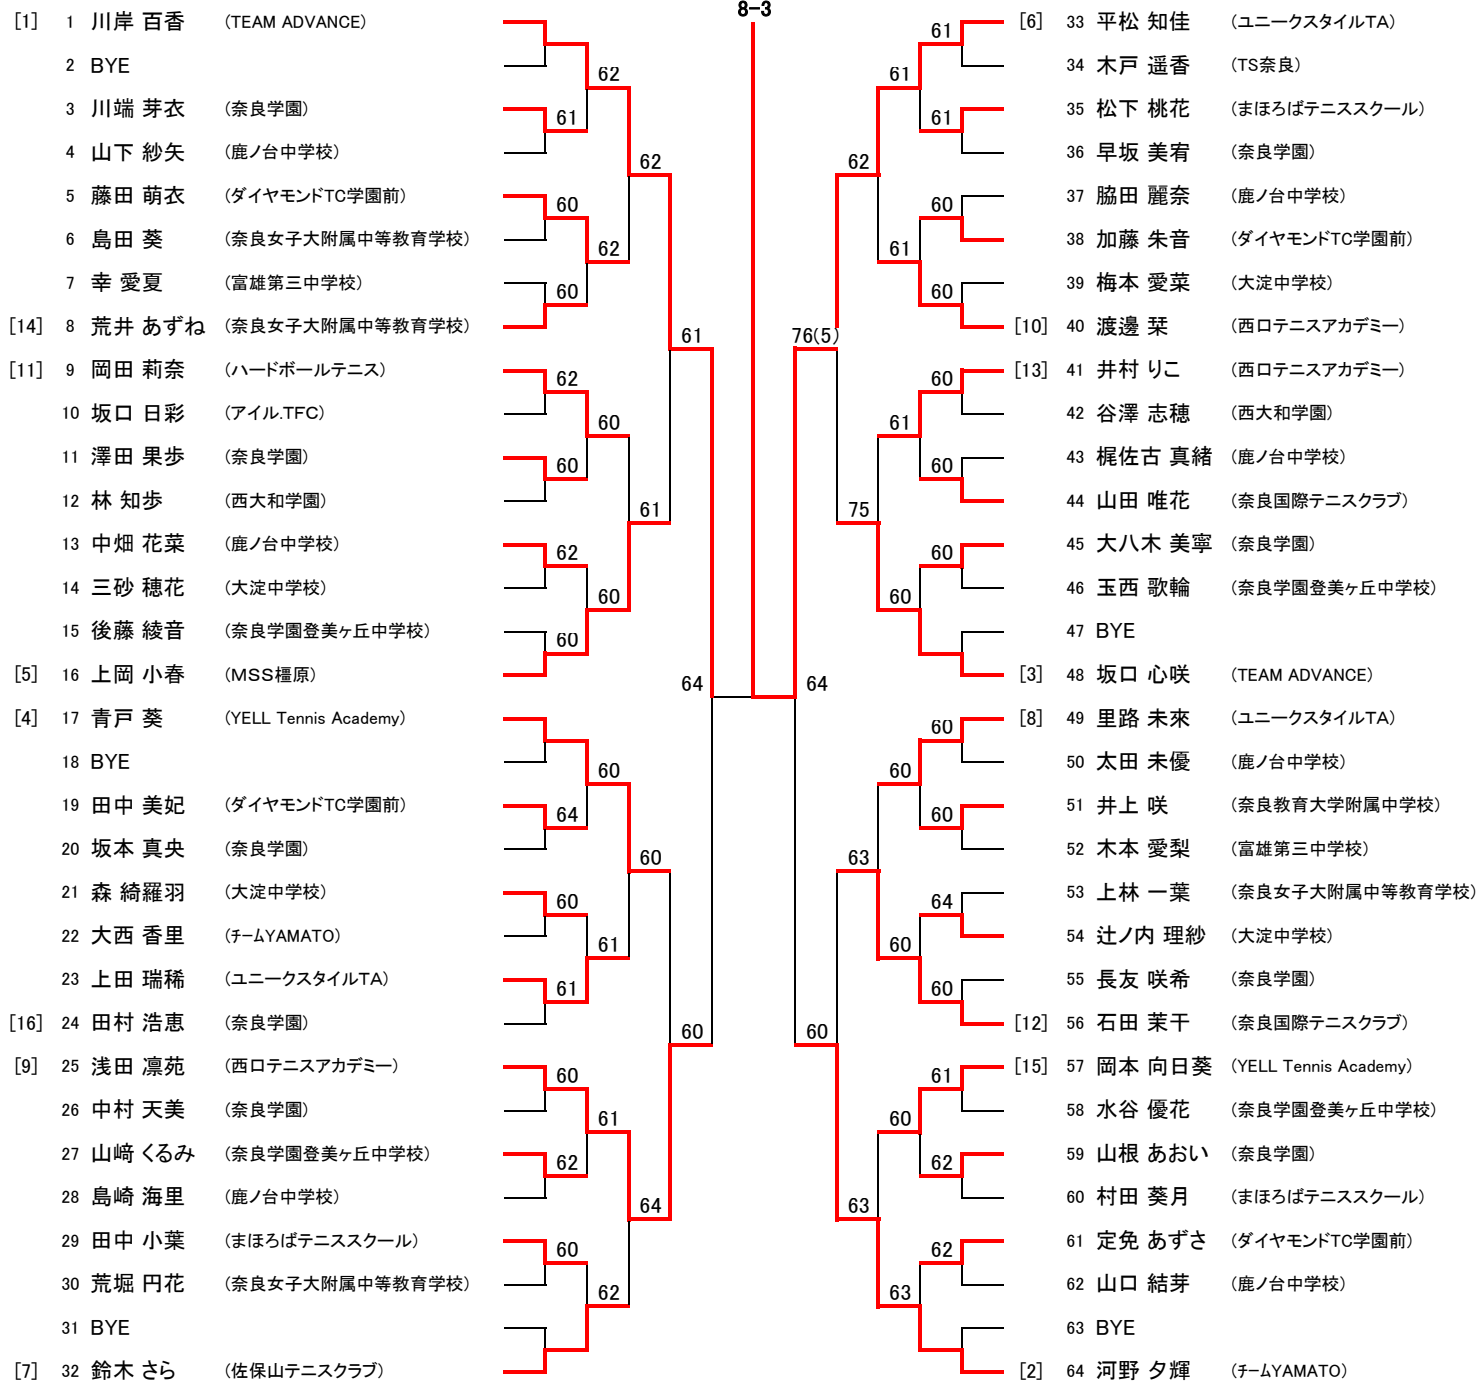 8-3
[1] 1 川岸 百香 (TEAM ADVANCE)
2 BYE
3 川端 芽衣 (奈良学園)
4 山下 紗矢 (鹿ノ台中学校)
5 藤田 萌衣 (ダイヤモンドTC学園前)
6 島田 葵 (奈良女子大附属中等教育学校)
7 幸 愛夏 (富雄第三中学校)
[14] 8 荒井 あずね (奈良女子大附属中等教育学校)
[11] 9 岡田 莉奈 (ハードボールテニス)
10 坂口 日彩 (アイル.TFC)
11 澤田 果歩 (奈良学園)
12 林 知歩 (西大和学園)
13 中畑 花菜 (鹿ノ台中学校)
14 三砂 穂花 (大淀中学校)
15 後藤 綾音 (奈良学園登美ヶ丘中学校)
[5] 16 上岡 小春 (MSS橿原)
[4] 17 青戸 葵 (YELL Tennis Academy)
18 BYE
19 田中 美妃 (ダイヤモンドTC学園前)
20 坂本 真央 (奈良学園)
21 森 綺羅羽 (大淀中学校)
22 大西 香里 (チームYAMATO)
23 上田 瑞稀 (ユニークスタイルTA)
[16] 24 田村 浩恵 (奈良学園)
[9] 25 浅田 凛苑 (西ロテニスアカデミー)
26 中村 天美 (奈良学園)
27 山﨑 くるみ (奈良学園登美ヶ丘中学校)
28 島崎 海里 (鹿ノ台中学校)
29 田中 小葉 (まほろばテニススクール)
30 荒堀 円花 (奈良女子大附属中等教育学校)
31 BYE
[7] 32 鈴木 さら (佐保山テニスクラブ)
61
60
60
62
60
62
60
64
60
61
60
62
60
62
62
60
60
60
61
61
62
62
61
60
64
61
60
64
[6] 33 平松 知佳 (ユニークスタイルTA)
34 木戸 遥香 (TS奈良)
35 松下 桃花 (まほろばテニススクール)
36 早坂 美宥 (奈良学園)
37 脇田 麗奈 (鹿ノ台中学校)
38 加藤 朱音 (ダイヤモンドTC学園前)
39 梅本 愛菜 (大淀中学校)
[10] 40 渡邊 栞 (西ロテニスアカデミー)
[13] 41 井村 りこ (西ロテニスアカデミー)
42 谷澤 志穂 (西大和学園)
43 梶佐古 真緒 (鹿ノ台中学校)
44 山田 唯花 (奈良国際テニスクラブ)
45 大八木 美寧 (奈良学園)
46 玉西 歌輪 (奈良学園登美ヶ丘中学校)
47 BYE
[3] 48 坂口 心咲 (TEAM ADVANCE)
[8] 49 里路 未來 (ユニークスタイルTA)
50 太田 未優 (鹿ノ台中学校)
51 井上 咲 (奈良教育大学附属中学校)
52 木本 愛梨 (富雄第三中学校)
53 上林 一葉 (奈良女子大附属中等教育学校)
54 辻ノ内 理紗 (大淀中学校)
55 長友 咲希 (奈良学園)
[12] 56 石田 茉干 (奈良国際テニスクラブ)
[15] 57 岡本 向日葵 (YELL Tennis Academy)
58 水谷 優花 (奈良学園登美ヶ丘中学校)
59 山根 あおい (奈良学園)
60 村田 葵月 (まほろばテニススクール)
61 定免 あずさ (ダイヤモンドTC学園前)
62 山口 結芽 (鹿ノ台中学校)
63 BYE
[2] 64 河野 夕輝 (チームYAMATO)
61
61
60
60
60
60
60
60
60
64
60
61
62
62
61
61
61
60
60
60
60
63
62
75
63
63
76(5)
60
64